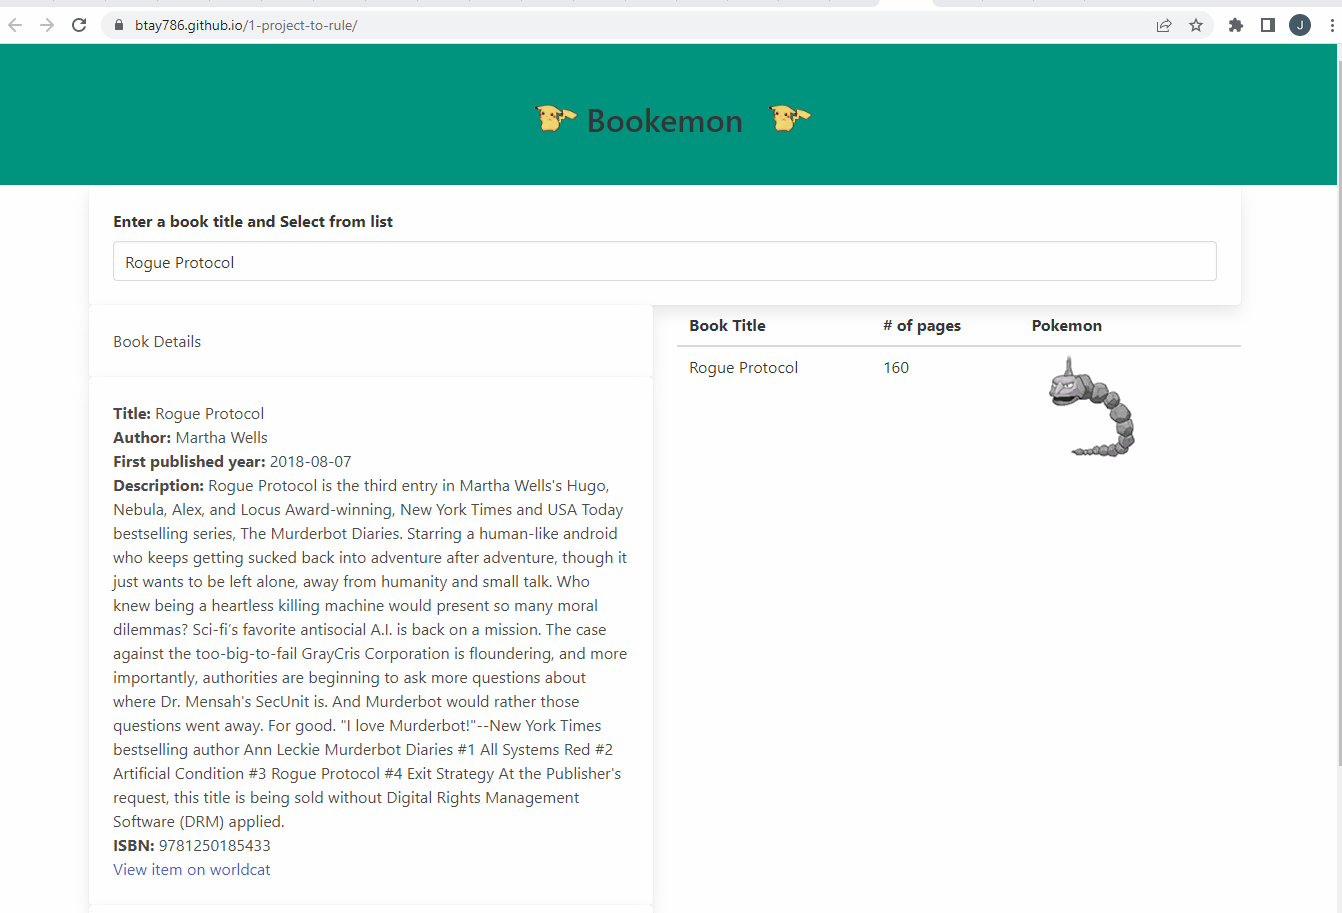 btay786.github.io/1-project-to-rule/
J
Bookemon
Enter a book title and Select from list
Rogue Protocol
Book Details
Title: Rogue Protocol
Author: Martha Wells
First published year: 2018-08-07
Description: Rogue Protocol is the third entry in Martha Wells's Hugo,
Nebula, Alex, and Locus Award-winning, New York Times and USA Today
bestselling series, The Murderbot Diaries. Starring a human-like android
who keeps getting sucked back into adventure after adventure, though it
just wants to be left alone, away from humanity and small talk. Who
knew being a heartless killing machine would present so many moral
dilemmas? Sci-fi’s favorite antisocial A.I. is back on a mission. The case
against the too-big-to-fail GrayCris Corporation is floundering, and more
importantly, authorities are beginning to ask more questions about
where Dr. Mensah's SecUnit is. And Murderbot would rather those
questions went away. For good. "I love Murderbot!"--New York Times
bestselling author Ann Leckie Murderbot Diaries #1 All Systems Red #2
Artificial Condition #3 Rogue Protocol #4 Exit Strategy At the Publisher's
request, this title is being sold without Digital Rights Management
Software (DRM) applied.
ISBN: 9781250185433
View item on worldcat
Book Title # of pages Pokemon
Rogue Protocol 160